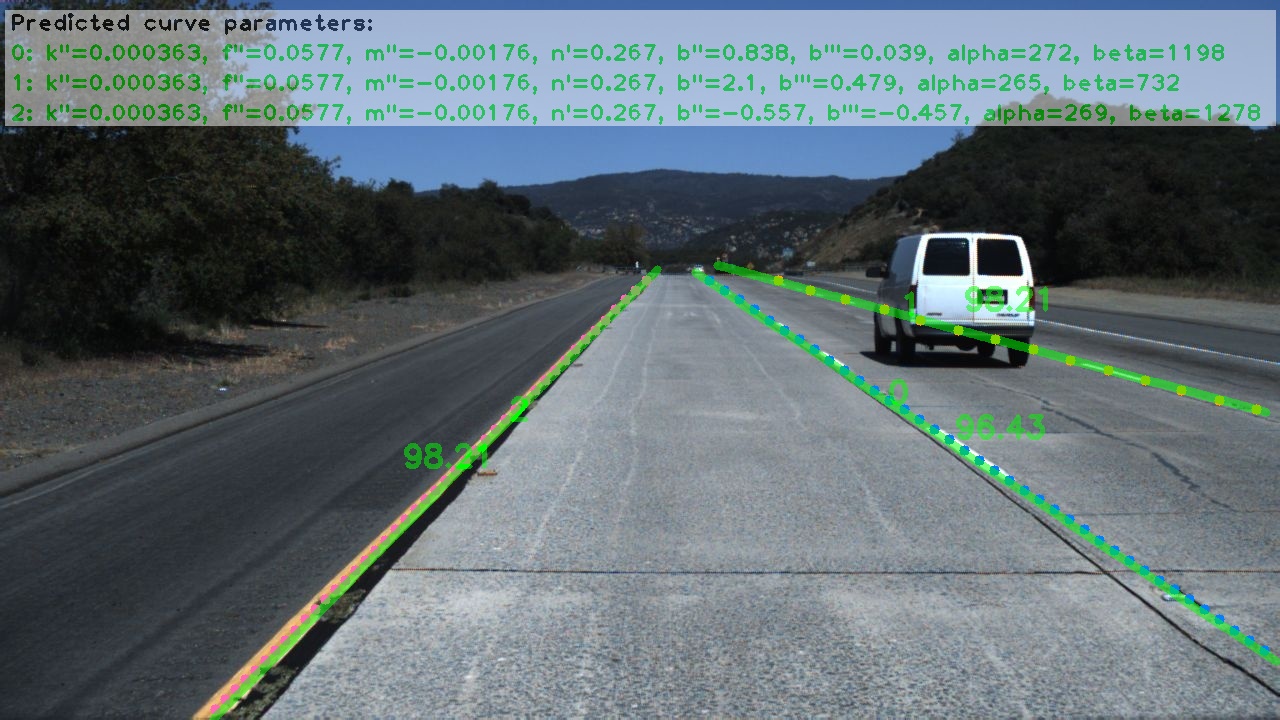 Predicted curve parameters:
0: k''=0.000363, f''=0.0577, m''=-0.00176, n'=0.267, b''=0.838, b'''=0.039, alpha=272, beta=1198
1: k''=0.000363, f''=0.0577, m''=-0.00176, n'=0.267, b''=2.1, b'''=0.479, alpha=265, beta=732
2: k''=0.000363, f''=0.0577, m''=-0.00176, n'=0.267, b''=-0.557, b'''=-0.457, alpha=269, beta=1278
1 98.21
0
2 96.43
98.21